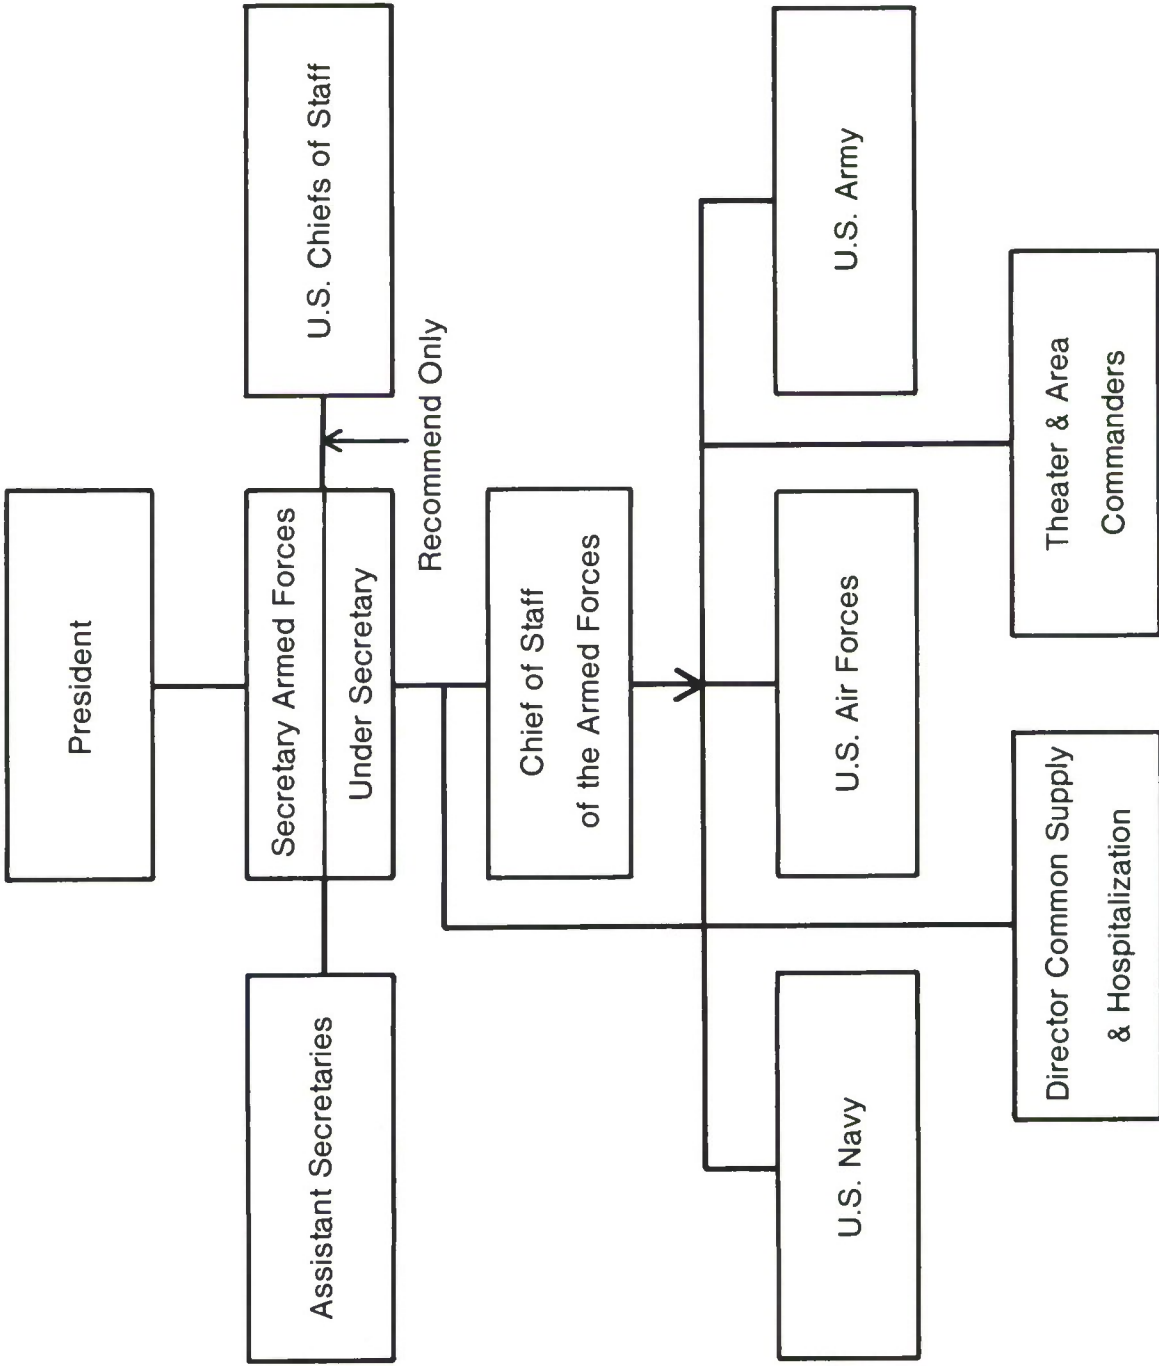 President
Assistant Secretaries
Secretary Armed Forces
Under Secretary
U.S. Chiefs of Staff
Recommend Only
Chief of Staff
of the Armed Forces
U.S. Navy
U.S. Air Forces
U.S. Army
Director Common Supply
& Hospitalization
Theater & Area
Commanders